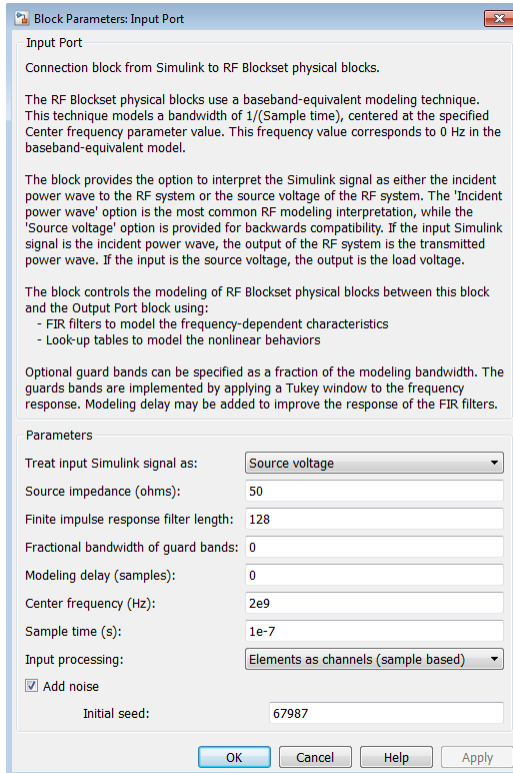 Block Parameters: Input Port
Input Port
Connection block from Simulink to RF Blockset physical blocks.
The RF Blockset physical blocks use a baseband-equivalent modeling technique.
This technique models a bandwidth of 1/(Sample time), centered at the specified
Center frequency parameter value. This frequency value corresponds to 0 Hz in the
baseband-equivalent model.
The block provides the option to interpret the Simulink signal as either the incident
power wave to the RF system or the source voltage of the RF system. The 'Incident
power wave' option is the most common RF modeling interpretation, while the
'Source voltage' option is provided for backwards compatibility. If the input Simulink
signal is the incident power wave, the output of the RF system is the transmitted
power wave. If the input is the source voltage, the output is the load voltage.
The block controls the modeling of RF Blockset physical blocks between this block
and the Output Port block using:
- FIR filters to model the frequency-dependent characteristics
- Look-up tables to model the nonlinear behaviors
Optional guard bands can be specified as a fraction of the modeling bandwidth. The
guards bands are implemented by applying a Tukey window to the frequency
response. Modeling delay may be added to improve the response of the FIR filters.
Parameters
Treat input Simulink signal as: Source voltage
Source impedance (ohms): 50
Finite impulse response filter length: 128
Fractional bandwidth of guard bands: 0
Modeling delay (samples): 0
Center frequency (Hz): 2e9
Sample time (s): 1e-7
Input processing: Elements as channels (sample based)
Add noise
Initial seed: 67987
OK Cancel Help Apply